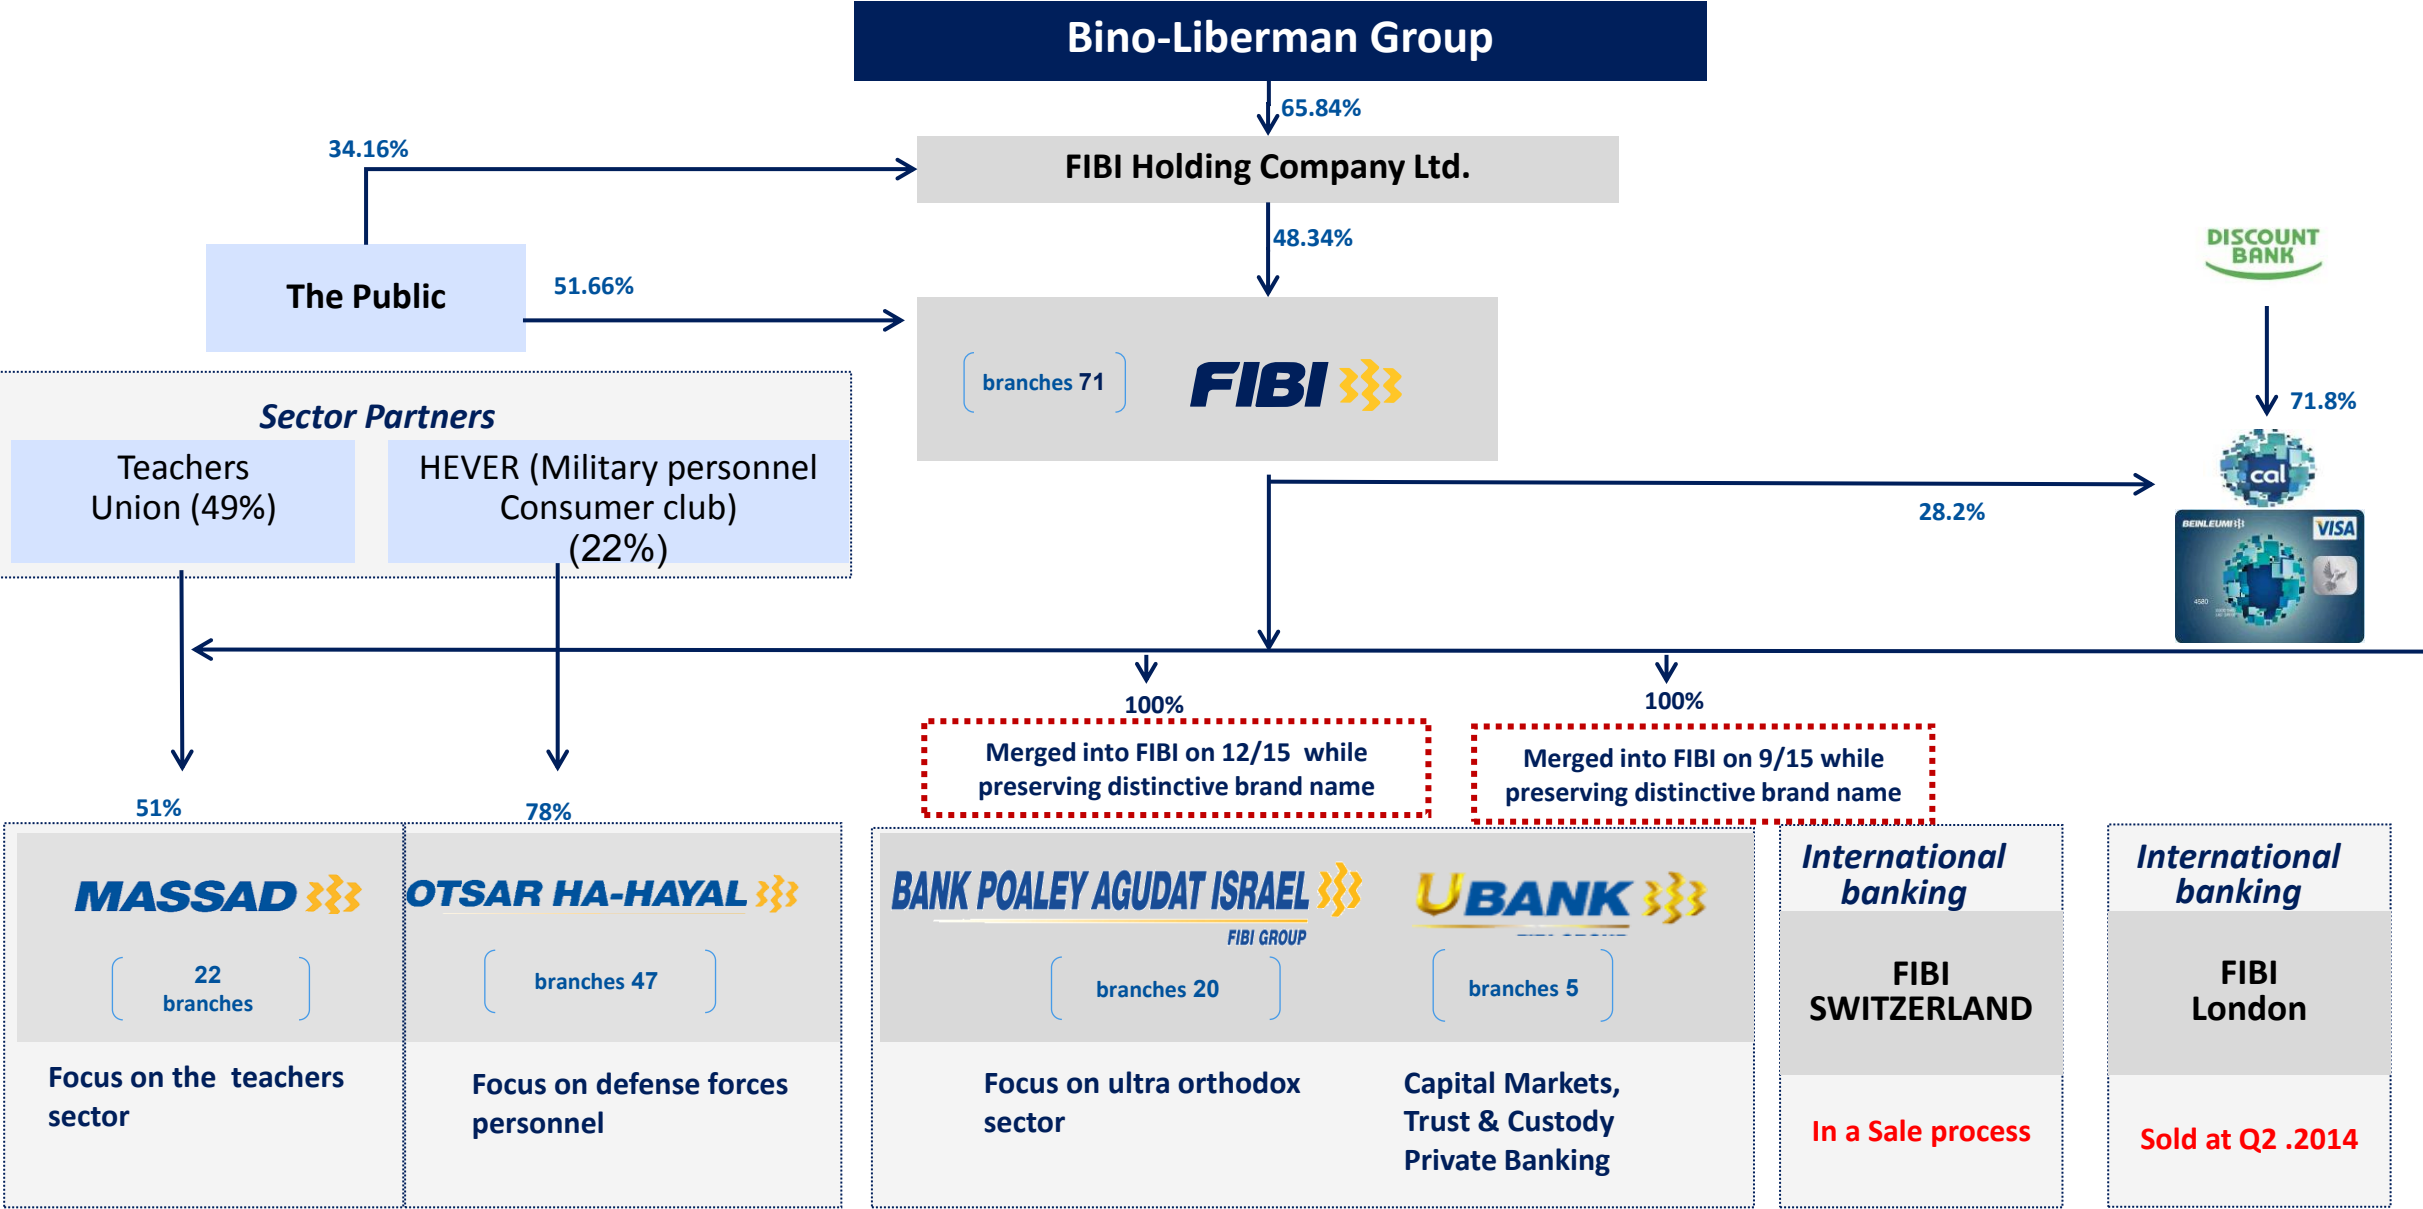 Bino-Liberman Group
65.84%
34.16%
FIBI Holding Company Ltd.
48.34%
DISCOUNT
BANK
The Public
51.66%
branches 71
FIBI
71.8%
Sector Partners
Teachers
Union (49%)
HEVER (Military personnel
Consumer club)
(22%)
cal
28.2%
BEINLEUMI
VISA
4580
100%
100%
Merged into FIBI on 12/15 while
preserving distinctive brand name
Merged into FIBI on 9/15 while
preserving distinctive brand name
51%
78%
MASSAD
OTSAR HA-HAYAL
BANK POALEY AGUDAT ISRAEL
FIBI GROUP
UBANK
International
banking
International
banking
22
branches
branches 47
branches 20
branches 5
FIBI
SWITZERLAND
FIBI
London
Focus on the teachers
sector
Focus on defense forces
personnel
Focus on ultra orthodox
sector
Capital Markets,
Trust & Custody
Private Banking
In a Sale process
Sold at Q2 .2014